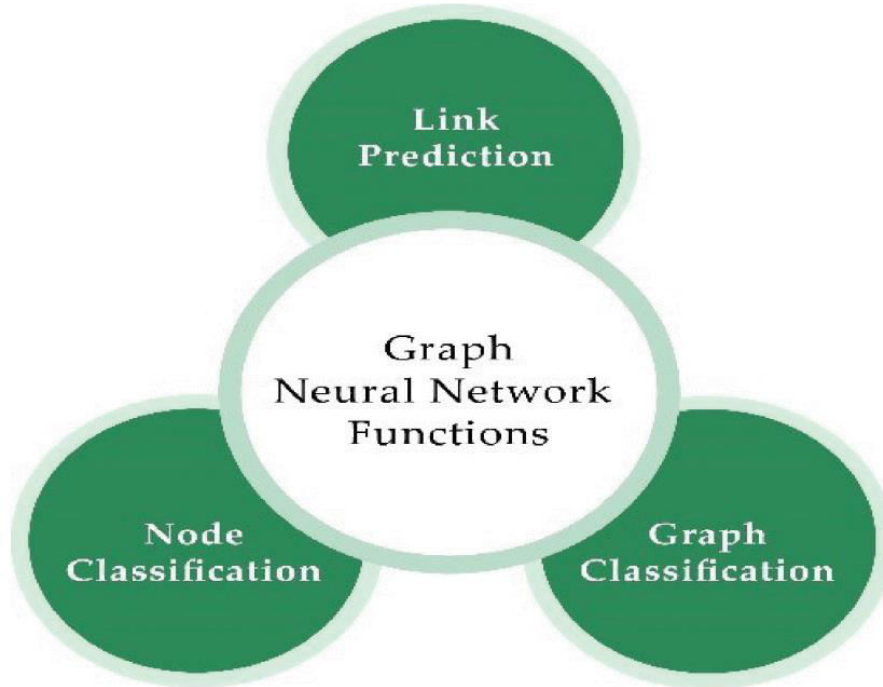 Link
Prediction
Graph
Neural Network
Functions
Node
Classification
Graph
Classification